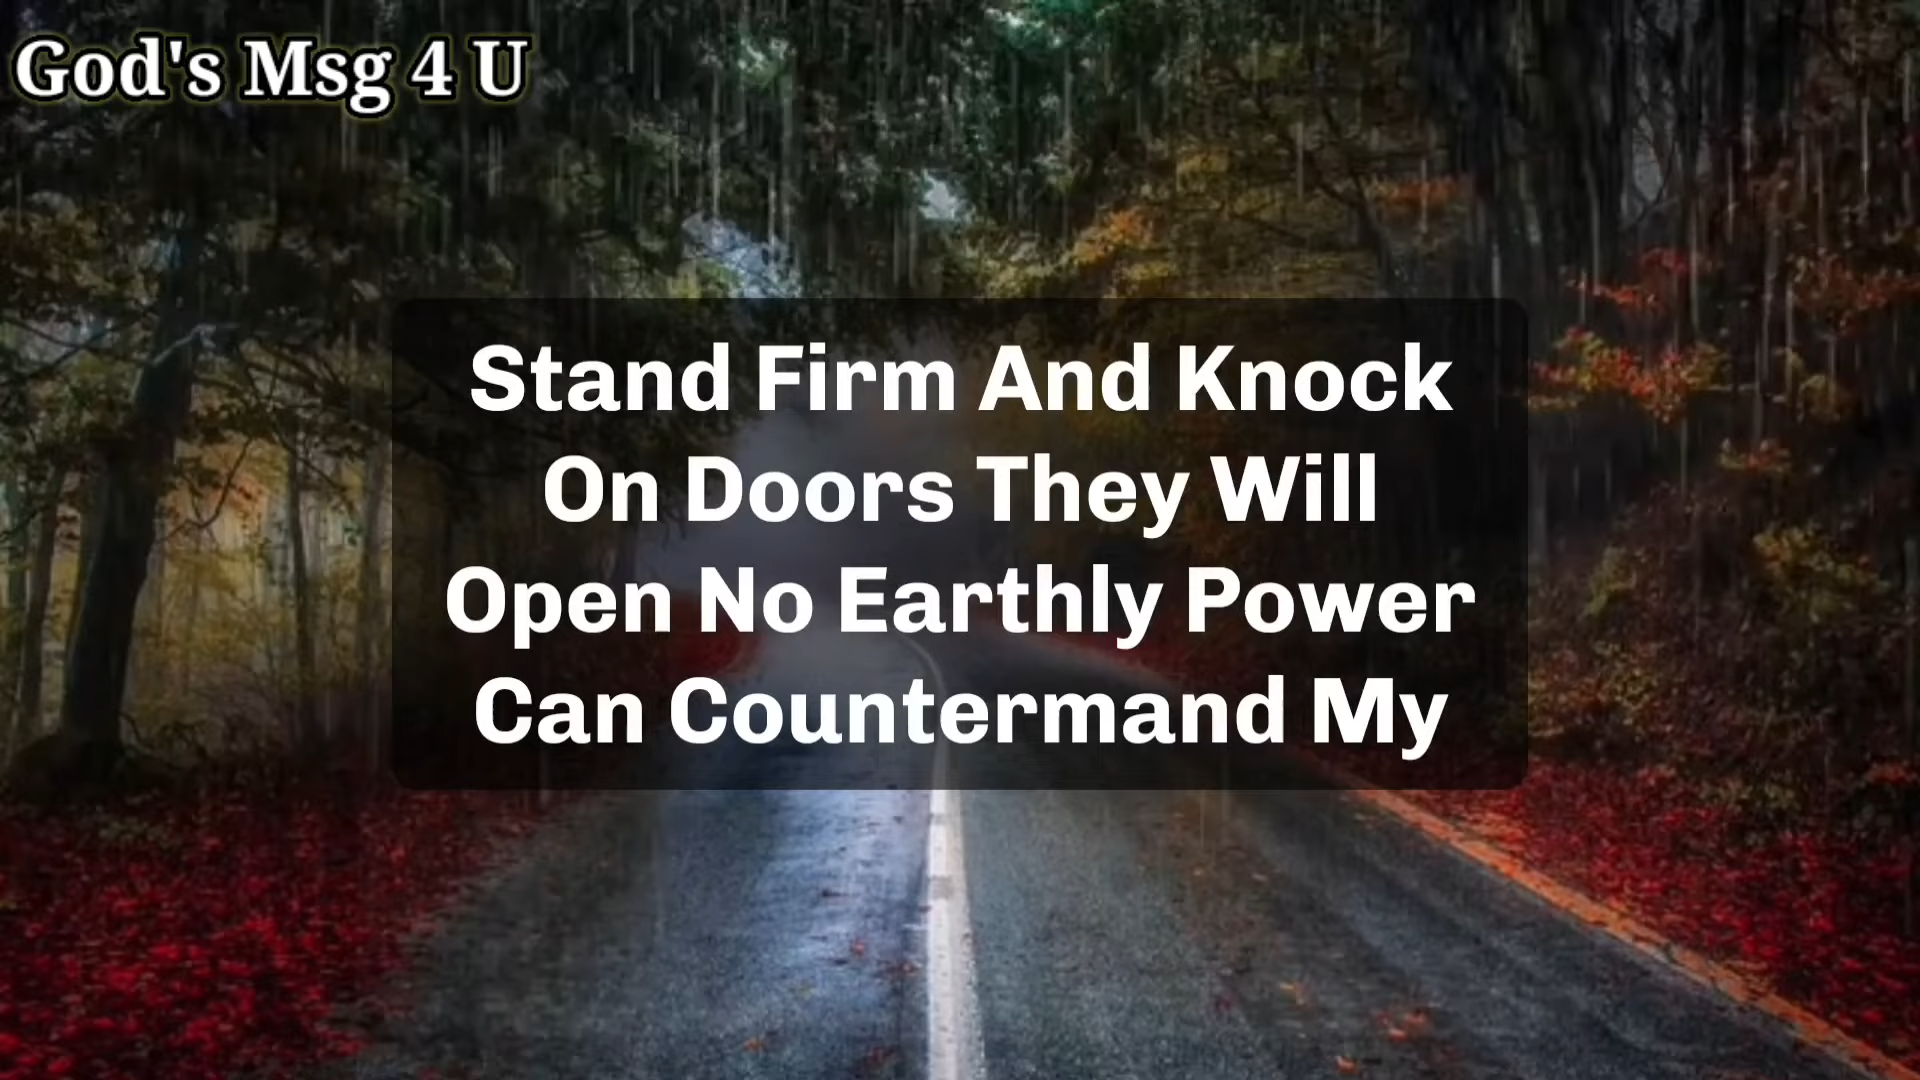 God's Msg 4 U
Stand Firm And Knock
On Doors They Will
Open No Earthly Power
Can Countermand My